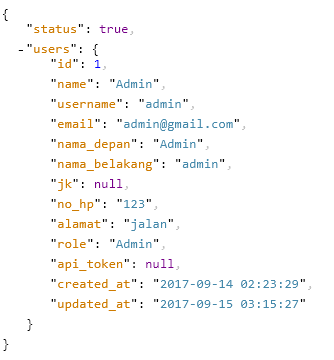 {
"status": true,
-"users": {
"id": 1,
"name": "Admin",
"username": "admin",
"email": "admin@gmail.com",
"nama_depan": "Admin",
"nama_belakang": "admin",
"jk": null,
"no_hp": "123",
"alamat": "jalan",
"role": "Admin",
"api_token": null,
"created_at": "2017-09-14 02:23:29",
"updated_at": "2017-09-15 03:15:27"
}
}